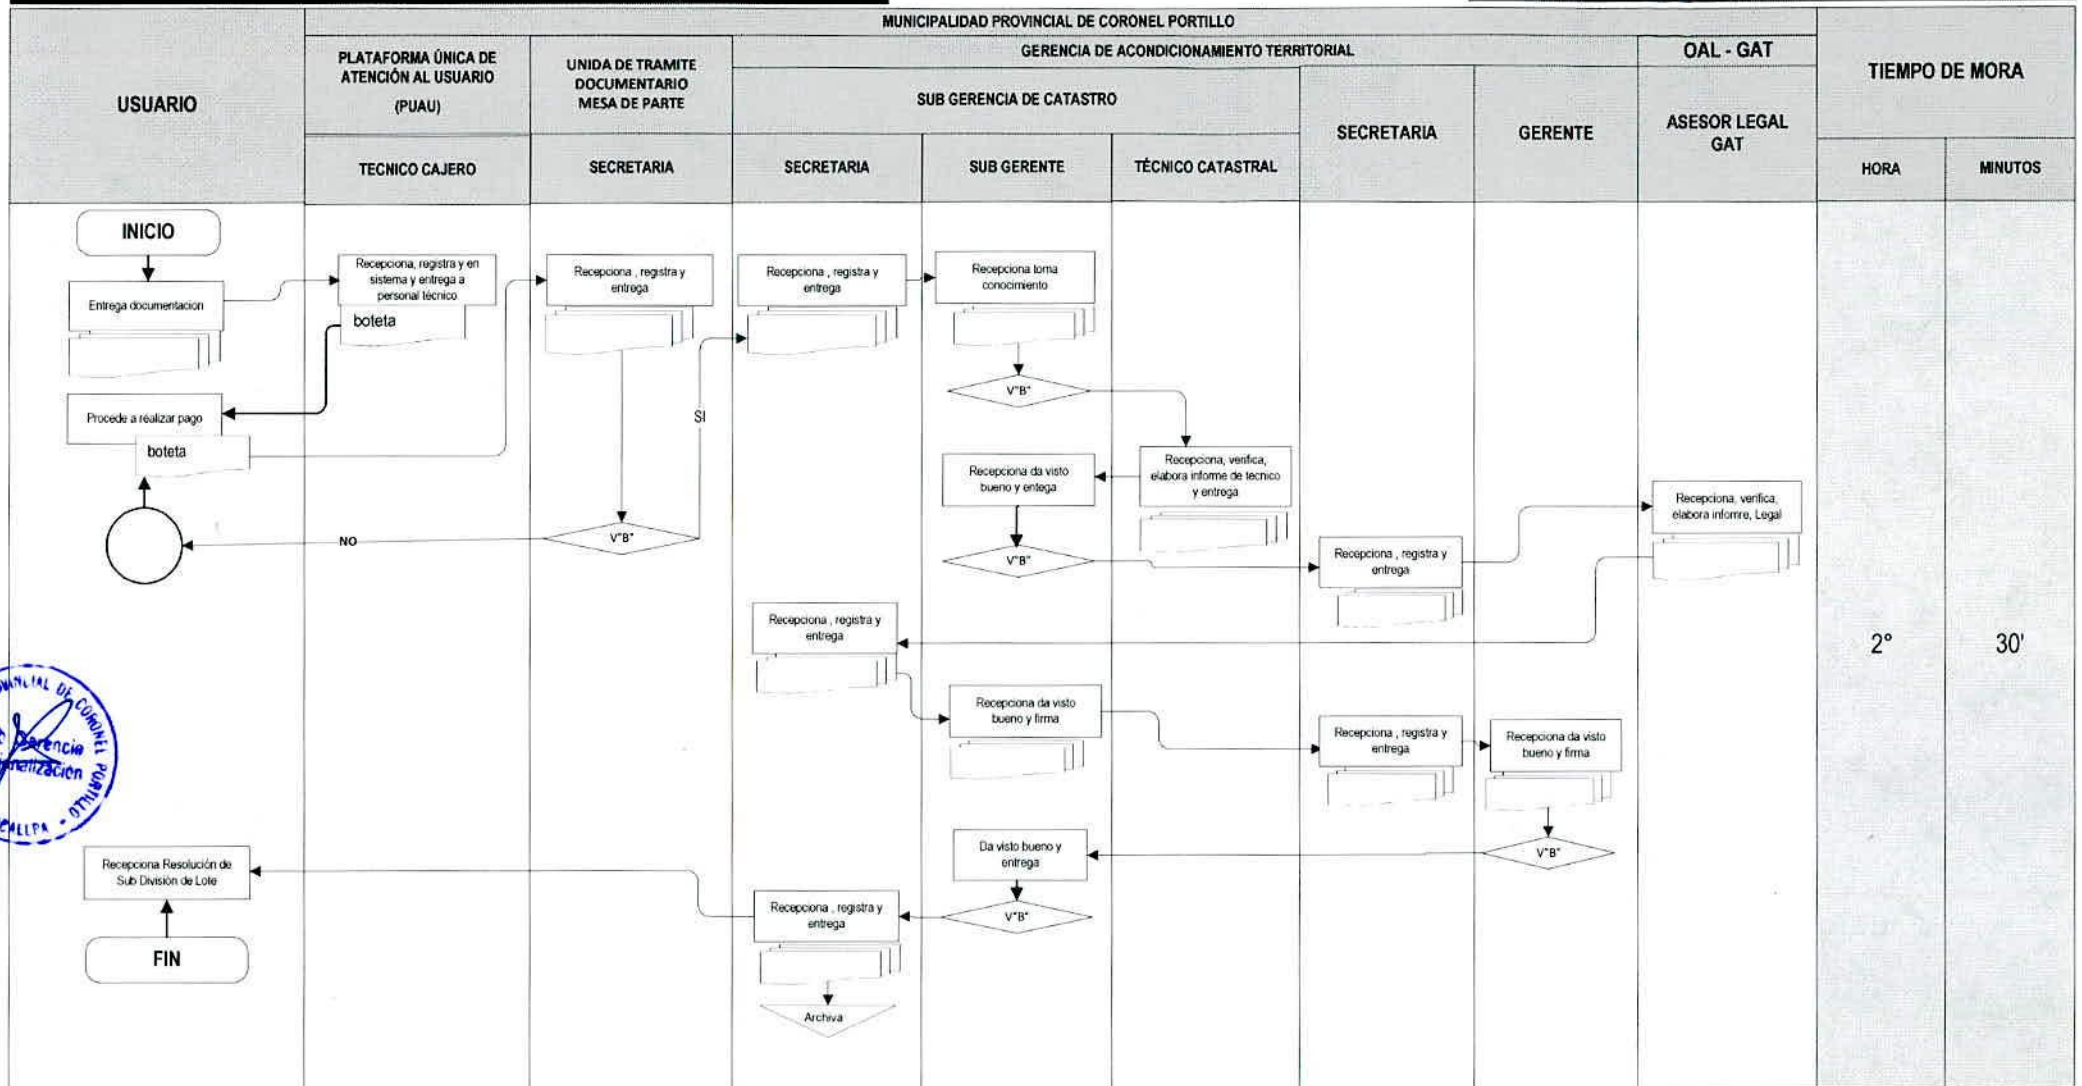 MUNICIPALIDAD PROVINCIAL DE CORONEL PORTILLO
USUARIO
PLATAFORMA ÚNICA DE
ATENCIÓN AL USUARIO
(PUAU)
UNIDA DE TRAMITE
DOCUMENTARIO
MESA DE PARTE
GERENCIA DE ACONDICIONAMIENTO TERRITORIAL
OAL - GAT
TIEMPO DE MORA
SUB GERENCIA DE CATASTRO
SECRETARIA
GERENTE
ASESOR LEGAL
GAT
TECNICO CAJERO
SECRETARIA
SECRETARIA
SUB GERENTE
TÉCNICO CATASTRAL
HORA
MINUTOS
INICIO
Entrega documentacion
Recepciona, registra y en
sistema y entrega a
personal técnico
boteta
Recepciona , registra y
entrega
Recepciona , registra y
entrega
Recepciona toma
conocimiento
V"B"
SI
Procede a realizar pago
boteta
Recepciona da visto
bueno y entega
Recepciona, verifica,
elabora informe de tecnico
y entrega
Recepciona, verifica,
elabora infomre, Legal
NO
V"B"
V"B"
Recepciona , registra y
entrega
Recepciona , registra y
entrega
2°
30'
Recepciona da visto
bueno y firma
Recepciona , registra y
entrega
Recepciona da visto
bueno y firma
DE CORONEL PORTILLO
Gerencia
Da visto bueno y
entrega
V"B"
Recepciona Resolución de
Sub División de Lote
Recepciona , registra y
entrega
V"B"
FIN
Archiva